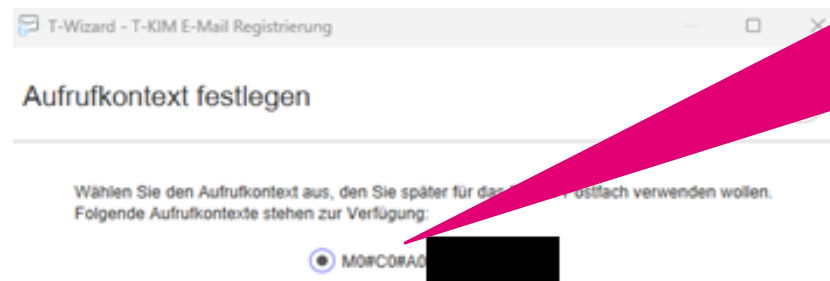 T-Wizard - T-KIM E-Mail Registrierung
Aufrufkontext festlegen
Wählen Sie den Aufrufkontext aus, den Sie später für das Postfach verwenden wollen.
Folgende Aufrufkontexte stehen zur Verfügung:
M0#C0#A0